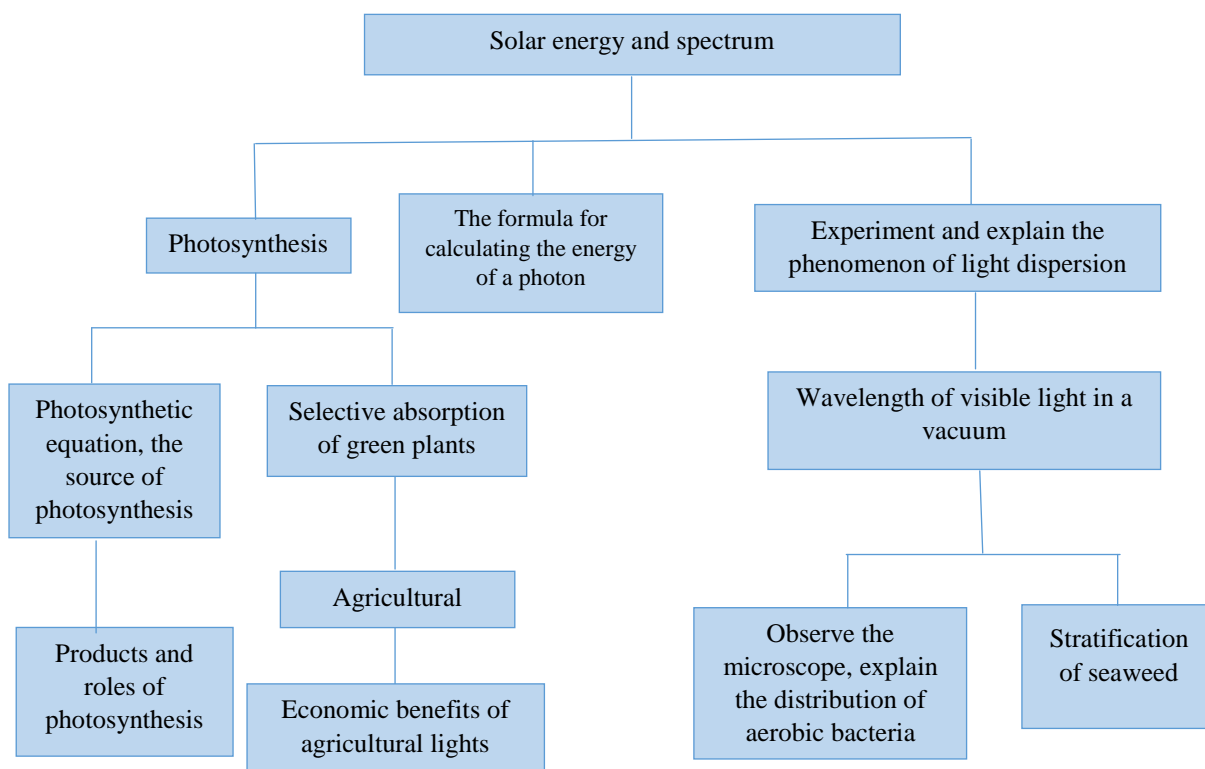 Solar energy and spectrum
Photosynthesis
The formula for
calculating the energy
of a photon
Experiment and explain the
phenomenon of light dispersion
Photosynthetic
equation, the
source of
photosynthesis
Selective absorption
of green plants
Wavelength of visible light in a
vacuum
Agricultural
Products and
roles of
photosynthesis
Economic benefits of
agricultural lights
Observe the
microscope, explain
the distribution of
aerobic bacteria
Stratification
of seaweed